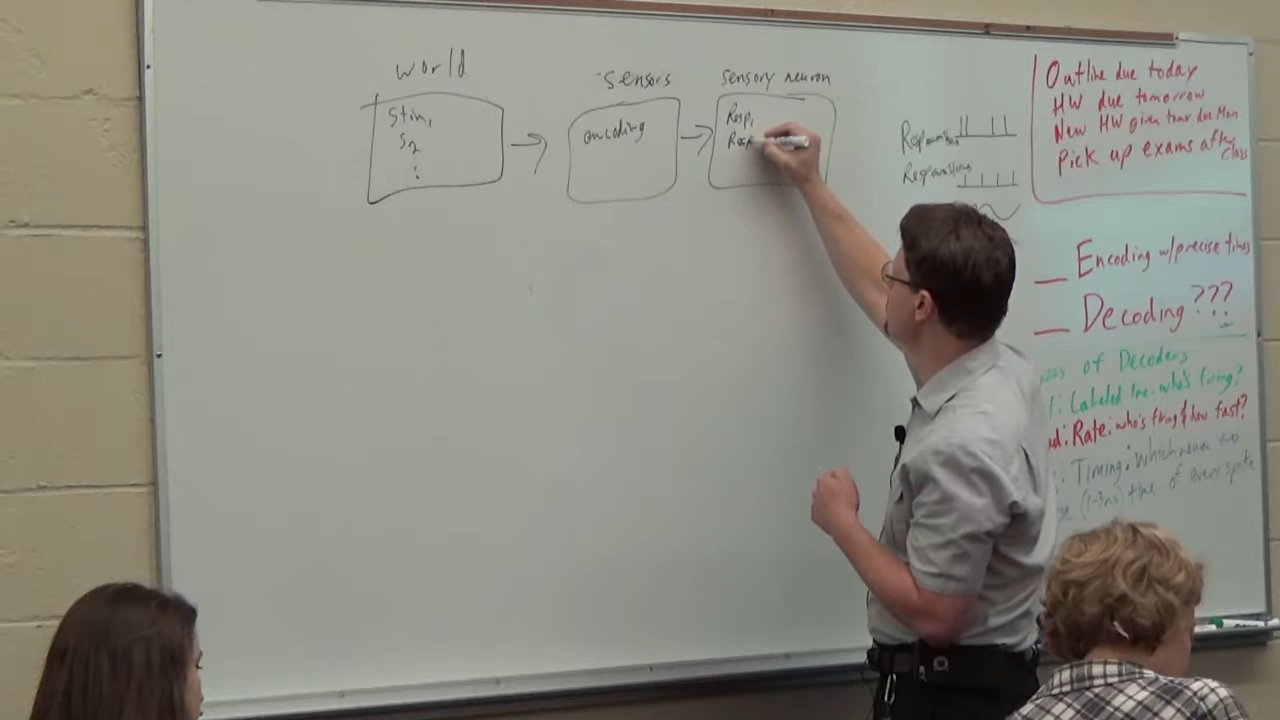 world
Stim1
S2
:
sensors
encoding
sensory neuron
Resp1
Resp
Outline due today
HW due tomorrow
New HW given tmw due Mon
Pick up exams after class
Encoding w/precise times
Decoding ???
of Decoders
Labeled line: who's firing?
Rate: who's firing & how fast?
Timing: which neuron
(1-3ms) time of every spike